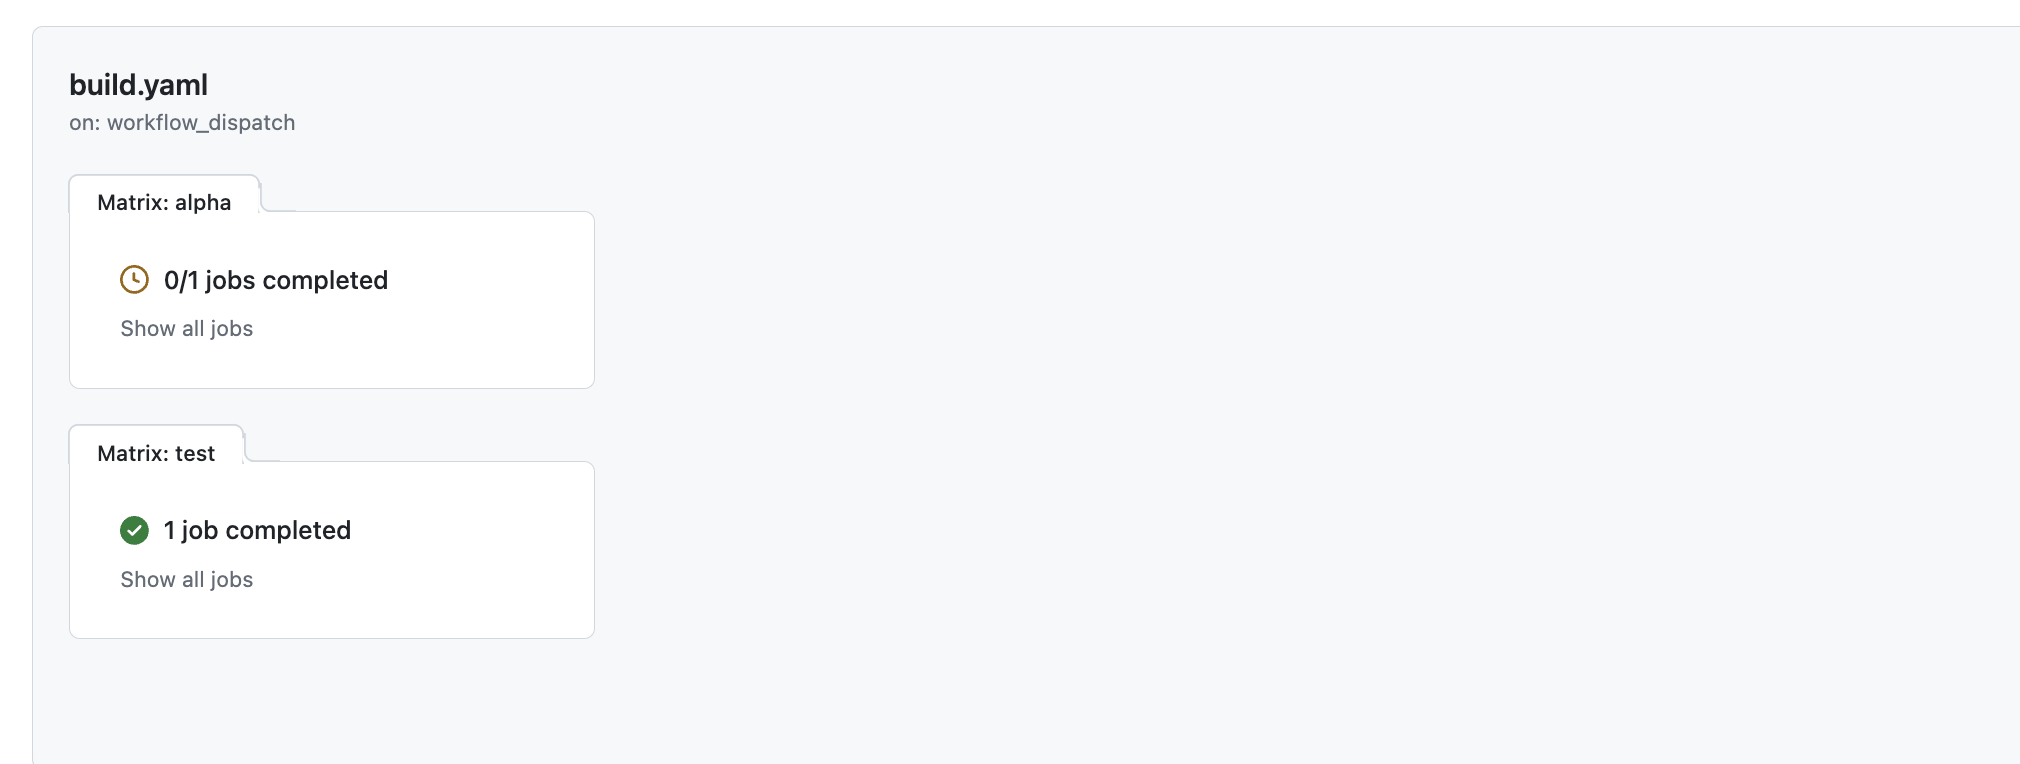 build.yaml
on: workflow_dispatch
Matrix: alpha
0/1 jobs completed
Show all jobs
Matrix: test
1 job completed
Show all jobs